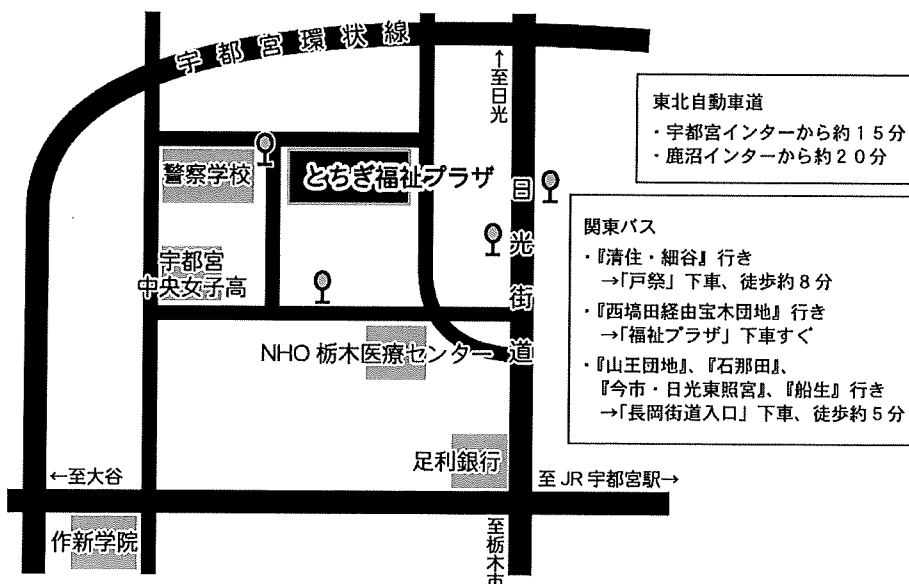 宇都宮環状線
↑至日光
警察学校
とちぎ福祉プラザ
日光街道
宇都宮
中央女子高
NHO 栃木医療センター
足利銀行
←至大谷
至 JR 宇都宮駅→
作新学院
至栃木市
東北自動車道
・宇都宮インターから約15分
・鹿沼インターから約20分
関東バス
・『清住・細谷』行き
→「戸祭」下車、徒歩約8分
・『西塙田経由宝木団地』行き
→「福祉プラザ」下車すぐ
・『山王団地』、『石那田』、
『今市・日光東照宮』、『船生』行き
→「長岡街道入口」下車、徒歩約5分